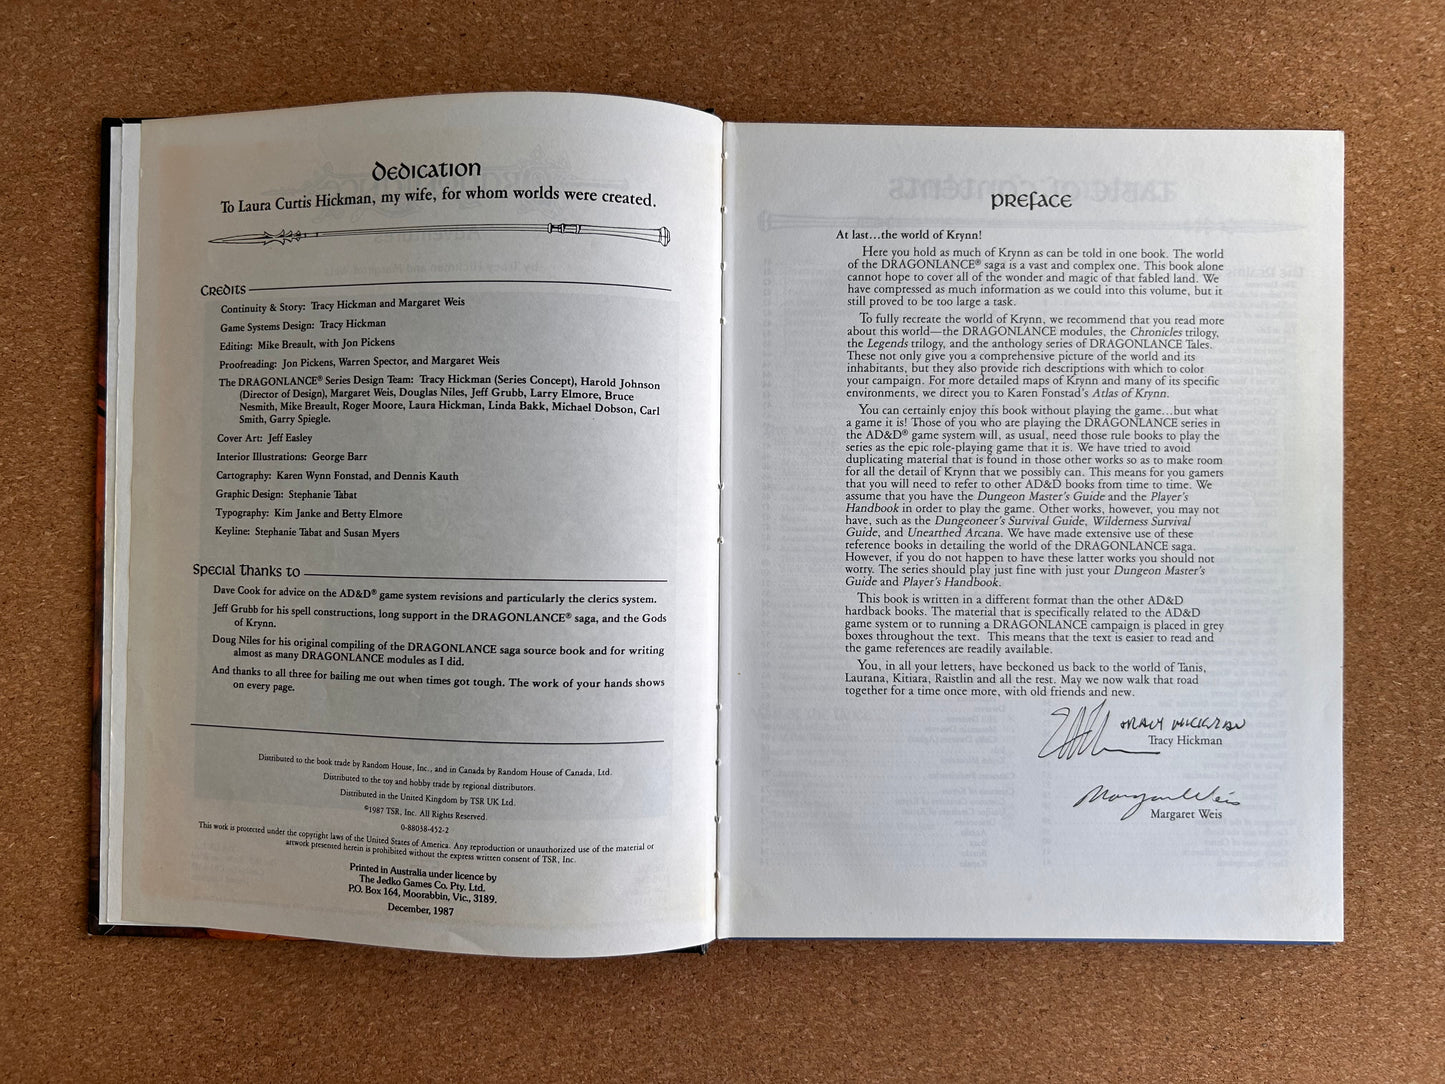 Dedication
To Laura Curtis Hickman, my wife, for whom worlds were created.
Credits
Continuity & Story: Tracy Hickman and Margaret Weis
Game Systems Design: Tracy Hickman
Editing: Mike Breault, with Jon Pickens
Proofreading: Jon Pickens, Warren Spector, and Margaret Weis
The DRAGONLANCE® Series Design Team: Tracy Hickman (Series Concept), Harold Johnson
(Director of Design), Margaret Weis, Douglas Niles, Jeff Grubb, Larry Elmore, Bruce
Nesmith, Mike Breault, Roger Moore, Laura Hickman, Linda Bakk, Michael Dobson, Carl
Smith, Garry Spiegle.
Cover Art: Jeff Easley
Interior Illustrations: George Barr
Cartography: Karen Wynn Fonstad, and Dennis Kauth
Graphic Design: Stephanie Tabat
Typography: Kim Janke and Betty Elmore
Keyline: Stephanie Tabat and Susan Myers
Special Thanks to
Dave Cook for advice on the AD&D® game system revisions and particularly the clerics system.
Jeff Grubb for his spell constructions, long support in the DRAGONLANCE® saga, and the Gods
of Krynn.
Doug Niles for his original compiling of the DRAGONLANCE saga source book and for writing
almost as many DRAGONLANCE modules as I did.
And thanks to all three for bailing me out when times got tough. The work of your hands shows
on every page.
Distributed to the book trade by Random House, Inc., and in Canada by Random House of Canada, Ltd.
Distributed to the toy and hobby trade by regional distributors.
Distributed in the United Kingdom by TSR UK Ltd.
©1987 TSR, Inc. All Rights Reserved.
0-88038-452-2
This work is protected under the copyright laws of the United States of America. Any reproduction or unauthorized use of the material or
artwork presented herein is prohibited without the express written consent of TSR, Inc.
Printed in Australia under licence by
The Jedko Games Co. Pty. Ltd.
P.O. Box 164, Moorabbin, Vic., 3189.
December, 1987
Preface
At last...the world of Krynn!
Here you hold as much of Krynn as can be told in one book. The world
of the DRAGONLANCE® saga is a vast and complex one. This book alone
cannot hope to cover all of the wonder and magic of that fabled land. We
have compressed as much information as we could into this volume, but it
still proved to be too large a task.
To fully recreate the world of Krynn, we recommend that you read more
about this world—the DRAGONLANCE modules, the Chronicles trilogy,
the Legends trilogy, and the anthology series of DRAGONLANCE Tales.
These not only give you a comprehensive picture of the world and its
inhabitants, but they also provide rich descriptions with which to color
your campaign. For more detailed maps of Krynn and many of its specific
environments, we direct you to Karen Fonstad's Atlas of Krynn.
You can certainly enjoy this book without playing the game...but what
a game it is! Those of you who are playing the DRAGONLANCE series in
the AD&D® game system will, as usual, need those rule books to play the
series as the epic role-playing game that it is. We have tried to avoid
duplicating material that is found in those other works so as to make room
for all the detail of Krynn that we possibly can. This means for you gamers
that you will need to refer to other AD&D books from time to time. We
assume that you have the Dungeon Master's Guide and the Player's
Handbook in order to play the game. Other works, however, you may not
have, such as the Dungeoneer's Survival Guide, Wilderness Survival
Guide, and Unearthed Arcana. We have made extensive use of these
reference books in detailing the world of the DRAGONLANCE saga.
However, if you do not happen to have these latter works you should not
worry. The series should play just fine with just your Dungeon Master's
Guide and Player's Handbook.
This book is written in a different format than the other AD&D
hardback books. The material that is specifically related to the AD&D
game system or to running a DRAGONLANCE campaign is placed in grey
boxes throughout the text. This means that the text is easier to read and
the game references are readily available.
You, in all your letters, have beckoned us back to the world of Tanis,
Laurana, Kitiara, Raistlin and all the rest. May we now walk that road
together for a time once more, with old friends and new.
TRACY HICKMAN
Tracy Hickman
Margaret Weis
Margaret Weis